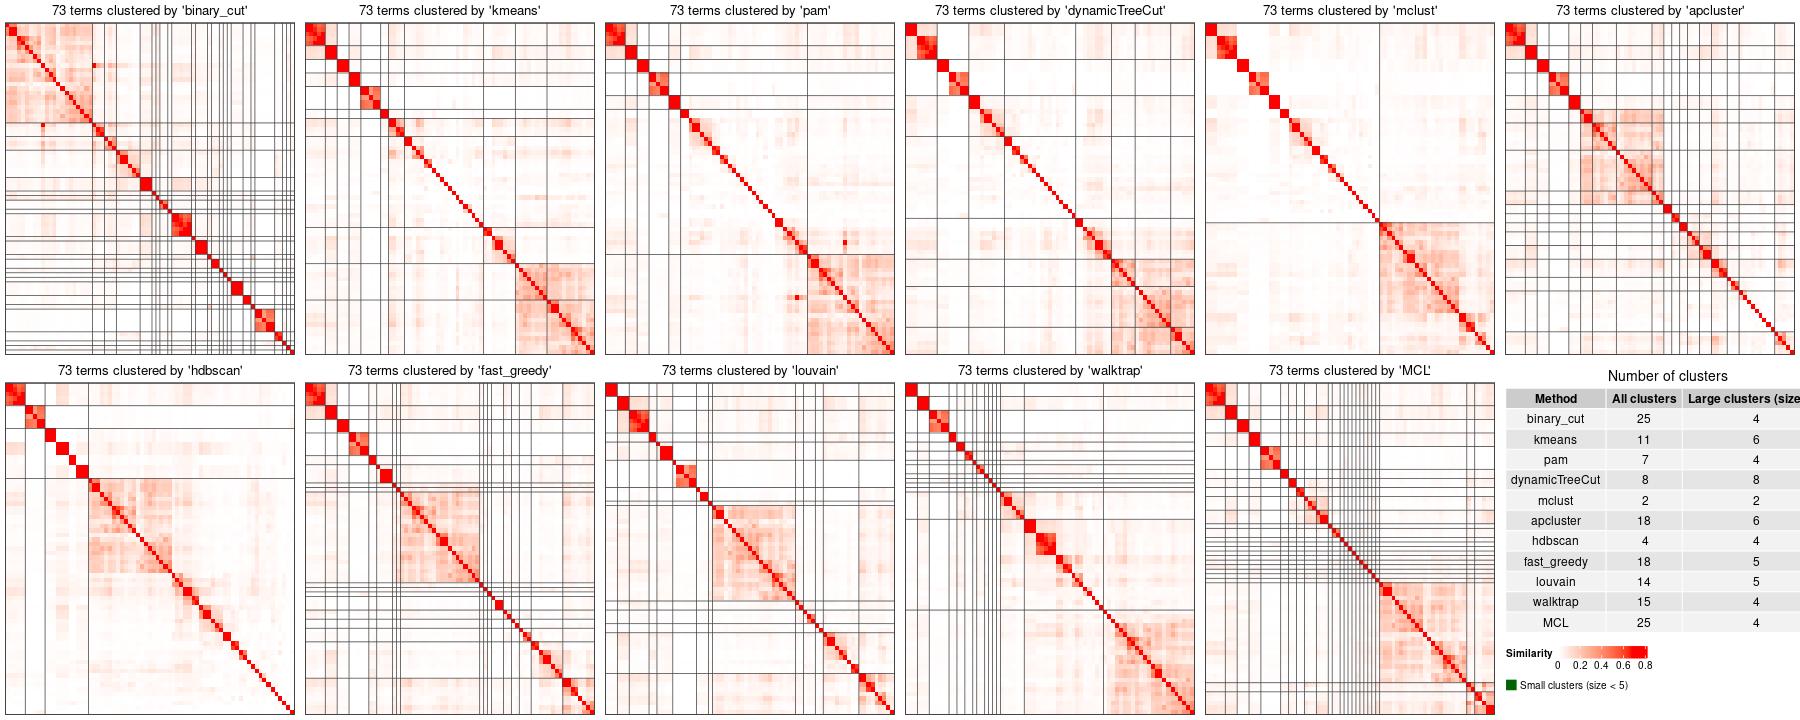 73 terms clustered by 'binary_cut'
73 terms clustered by 'kmeans'
73 terms clustered by 'pam'
73 terms clustered by 'dynamicTreeCut'
73 terms clustered by 'mclust'
73 terms clustered by 'apcluster'
73 terms clustered by 'hdbscan'
73 terms clustered by 'fast_greedy'
73 terms clustered by 'louvain'
73 terms clustered by 'walktrap'
73 terms clustered by 'MCL'
Number of clusters
Method All clusters Large clusters (size
binary_cut 25 4
kmeans 11 6
pam 7 4
dynamicTreeCut 8 8
mclust 2 2
apcluster 18 6
hdbscan 4 4
fast_greedy 18 5
louvain 14 5
walktrap 15 4
MCL 25 4
Similarity
0 0.2 0.4 0.6 0.8
Small clusters (size < 5)